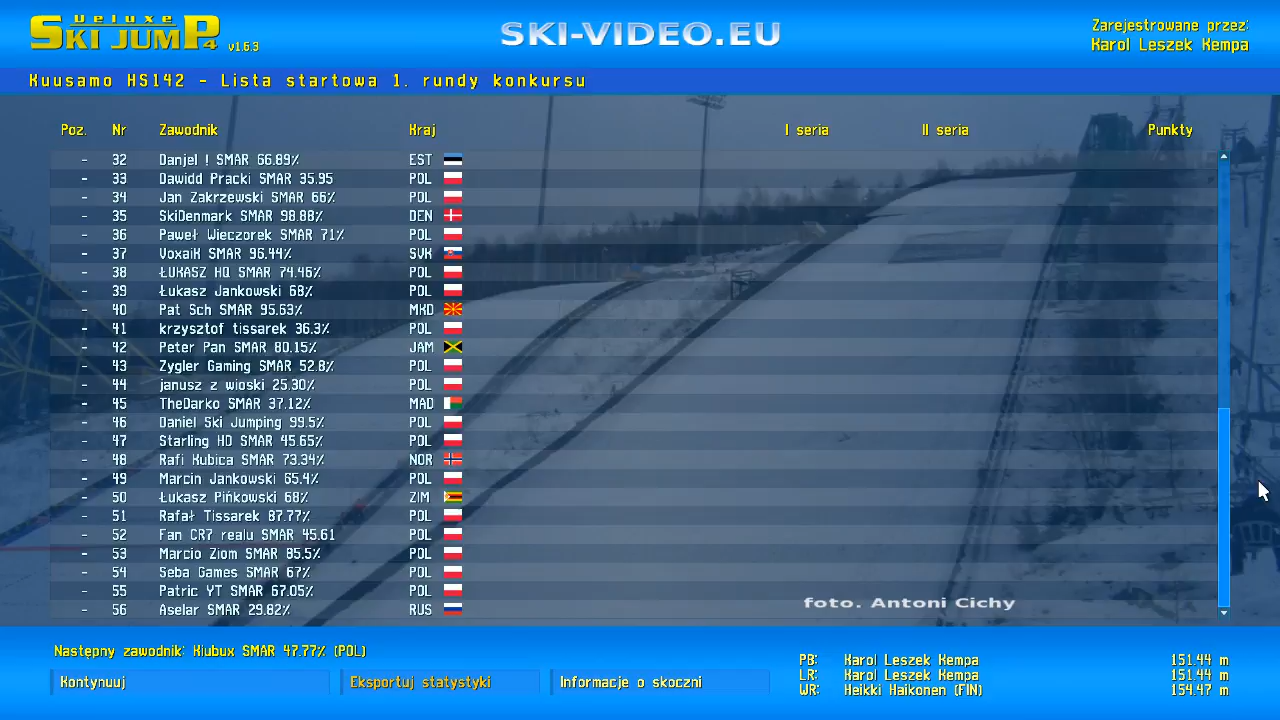 Deluxe
SKI JUMP 4 v1.6.3
SKI-VIDEO.EU
Zarejestrowane przez:
Karol Leszek Kempa
Kuusamo HS142 - Lista startowa 1. rundy konkursu
Poz. Nr Zawodnik Kraj I seria II seria Punkty
- 32 Danjel ! SMAR 66.89% EST
- 33 Dawidd Pracki SMAR 35.95 POL
- 34 Jan Zakrzewski SMAR 66% POL
- 35 SkiDenmark SMAR 98.88% DEN
- 36 Paweł Wieczorek SMAR 71% POL
- 37 VoxaiK SMAR 96.44% SVK
- 38 ŁUKASZ HQ SMAR 74.46% POL
- 39 Łukasz Jankowski 68% POL
- 40 Pat Sch SMAR 95.63% MKD
- 41 krzysztof tissarek 36.3% POL
- 42 Peter Pan SMAR 80.15% JAM
- 43 Zygler Gaming SMAR 52.8% POL
- 44 janusz z wioski 25.30% POL
- 45 TheDarko SMAR 37.12% MAD
- 46 Daniel Ski Jumping 99.5% POL
- 47 Starling HD SMAR 45.65% POL
- 48 Rafi Kubica SMAR 73.34% NOR
- 49 Marcin Jankowski 65.4% POL
- 50 Łukasz Pińkowski 68% ZIM
- 51 Rafał Tissarek 87.77% POL
- 52 Fan CR7 realu SMAR 45.61 POL
- 53 Marcio Ziom SMAR 85.5% POL
- 54 Seba Games SMAR 67% POL
- 55 Patric YT SMAR 67.05% POL
- 56 Aselar SMAR 29.82% RUS
foto. Antoni Cichy
Następny zawodnik: Klubux SMAR 47.77% (POL)
Kontynuuj Eksportuj statystyki Informacje o skoczni
PB: Karol Leszek Kempa 151.44 m
LR: Karol Leszek Kempa 151.44 m
WR: Heikki Haikonen (FIN) 154.47 m